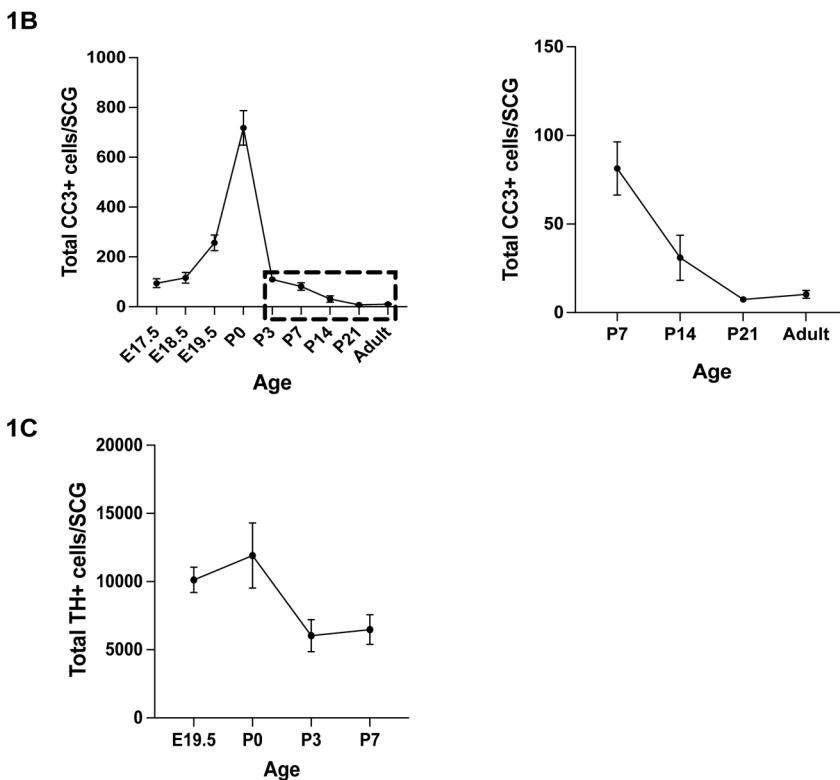 1B
Total CC3+ cells/SCG
1000
800
600
400
200
0
E17.5
E18.5
E19.5
P0
P3
P7
P14
P21
Adult
Age
Total CC3+ cells/SCG
150
100
50
0
P7
P14
P21
Adult
Age
1C
Total TH+ cells/SCG
20000
15000
10000
5000
0
E19.5
P0
P3
P7
Age